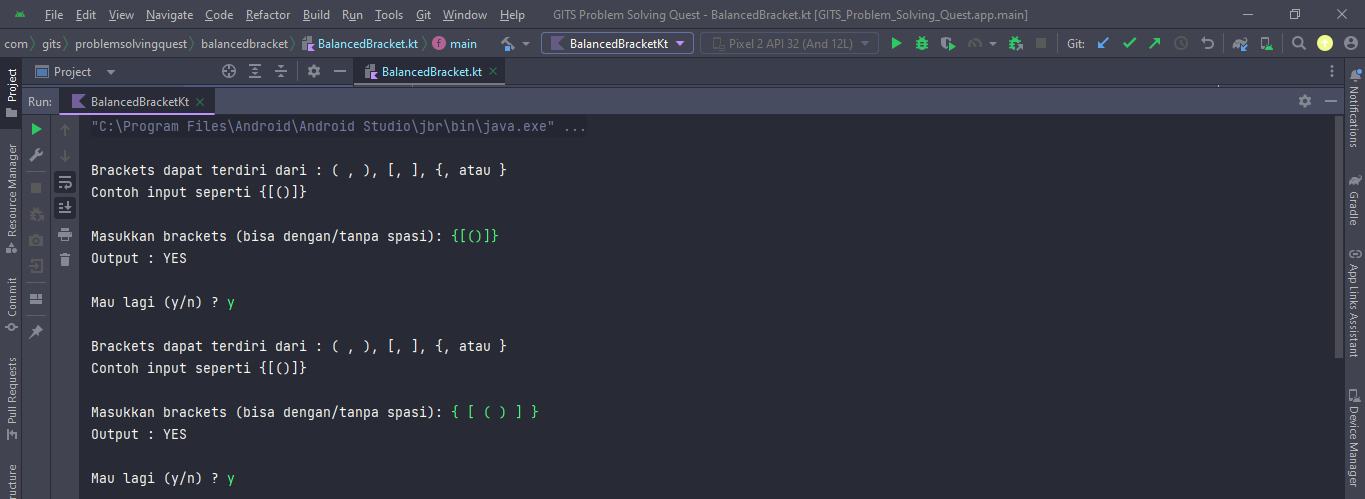 File Edit View Navigate Code Refactor Build Run Tools Git Window Help GITS Problem Solving Quest - BalancedBracket.kt [GITS_Problem_Solving_Quest.app.main]
com gits problemsolvingquest balancedbracket BalancedBracket.kt main BalancedBracketKt Pixel 2 API 32 (And 12L) Git:
Project BalancedBracket.kt
Run: BalancedBracketKt
"C:\Program Files\Android\Android Studio\jbr\bin\java.exe" ...
Brackets dapat terdiri dari : ( , ), [, ], {, atau }
Contoh input seperti {[()]}
Masukkan brackets (bisa dengan/tanpa spasi): {[()]}
Output : YES
Mau lagi (y/n) ? y
Brackets dapat terdiri dari : ( , ), [, ], {, atau }
Contoh input seperti {[()]}
Masukkan brackets (bisa dengan/tanpa spasi): { [ ( ) ] }
Output : YES
Mau lagi (y/n) ? y
Project
Resource Manager
Commit
Pull Requests
ructure
Notifications
Gradle
App Links Assistant
Device Manager